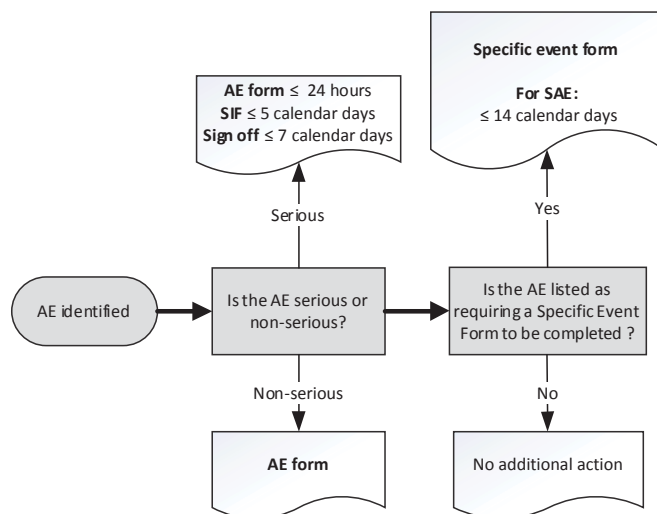 AE form ≤ 24 hours
SIF ≤ 5 calendar days
Sign off ≤ 7 calendar days
Specific event form
For SAE:
≤ 14 calendar days
Serious
Yes
AE identified
Is the AE serious or
non-serious?
Is the AE listed as
requiring a Specific Event
Form to be completed ?
Non-serious
No
AE form
No additional action